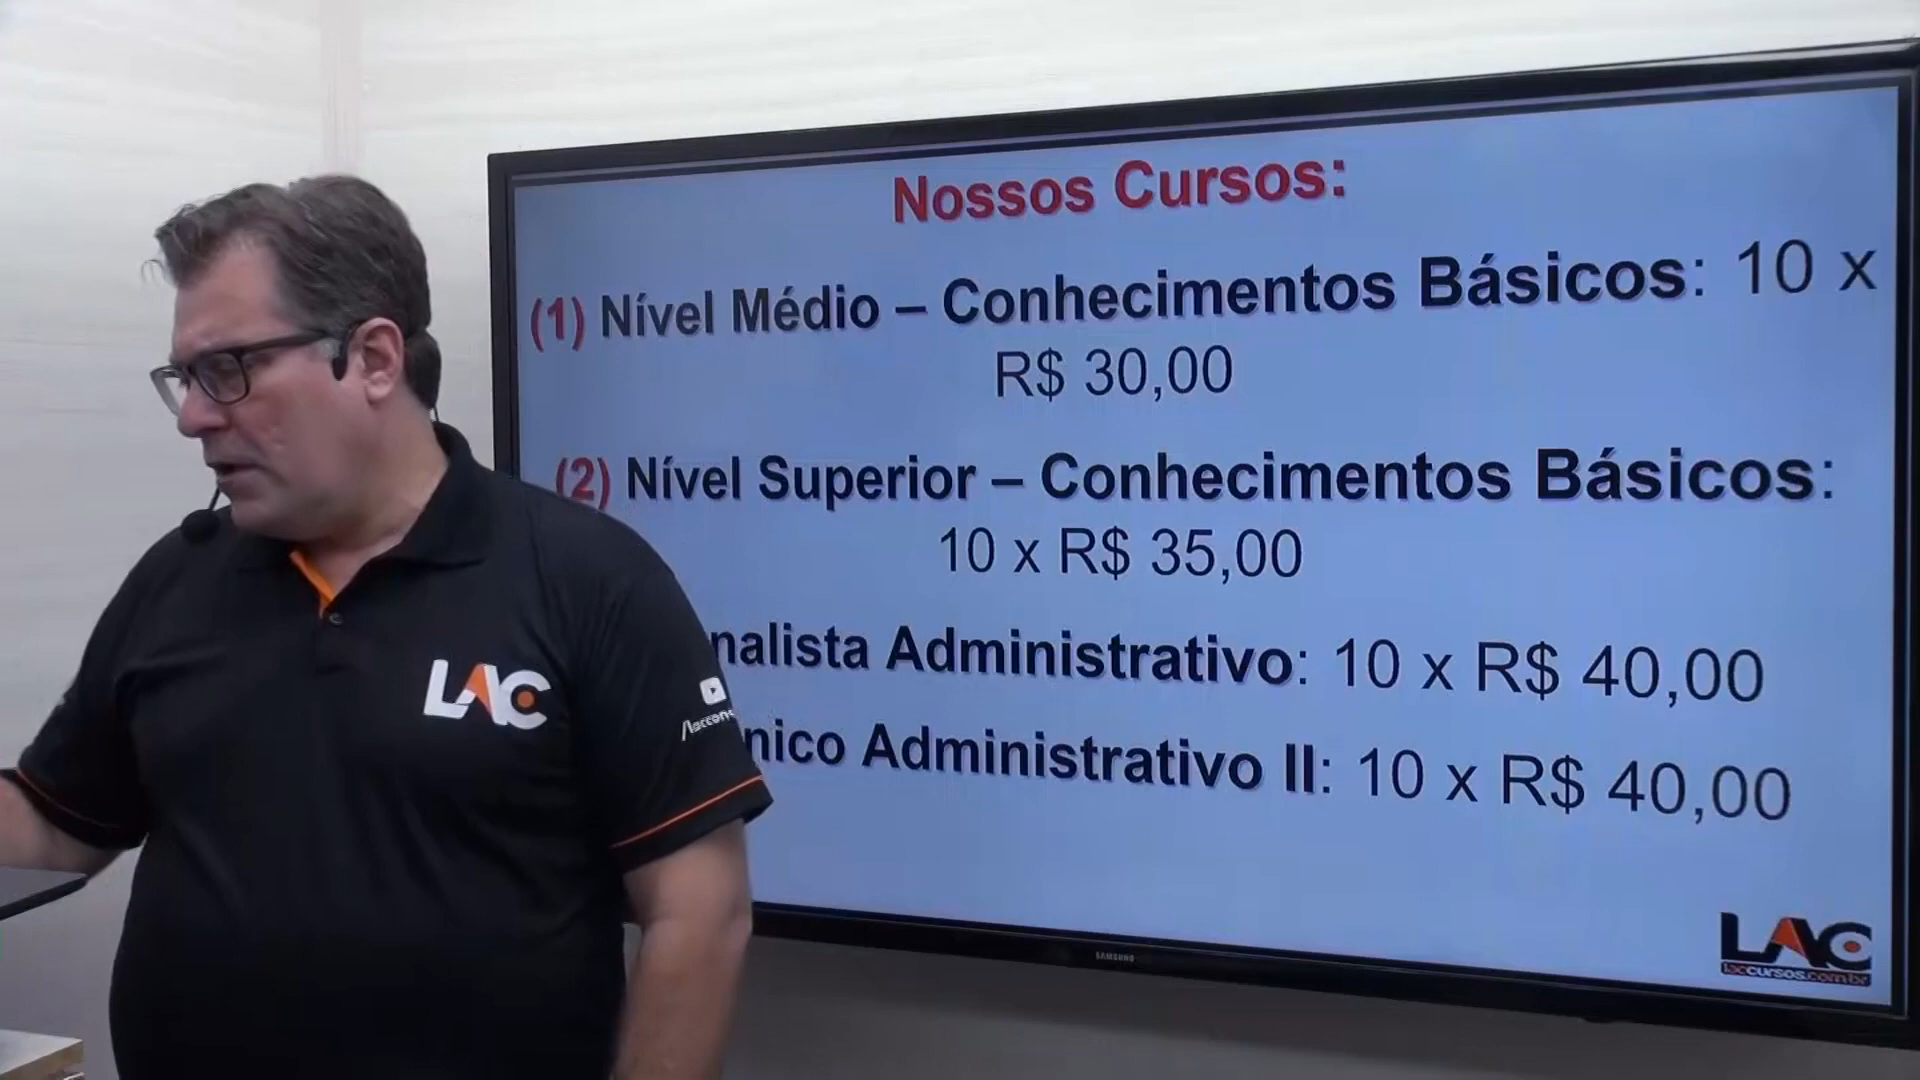 Nossos Cursos:
(1) Nível Médio – Conhecimentos Básicos: 10 x
R$ 30,00
(2) Nível Superior – Conhecimentos Básicos:
10 x R$ 35,00
nalista Administrativo: 10 x R$ 40,00
nico Administrativo II: 10 x R$ 40,00
LAC
/laccon
SAMSUNG
LAC
laccursos.com.br